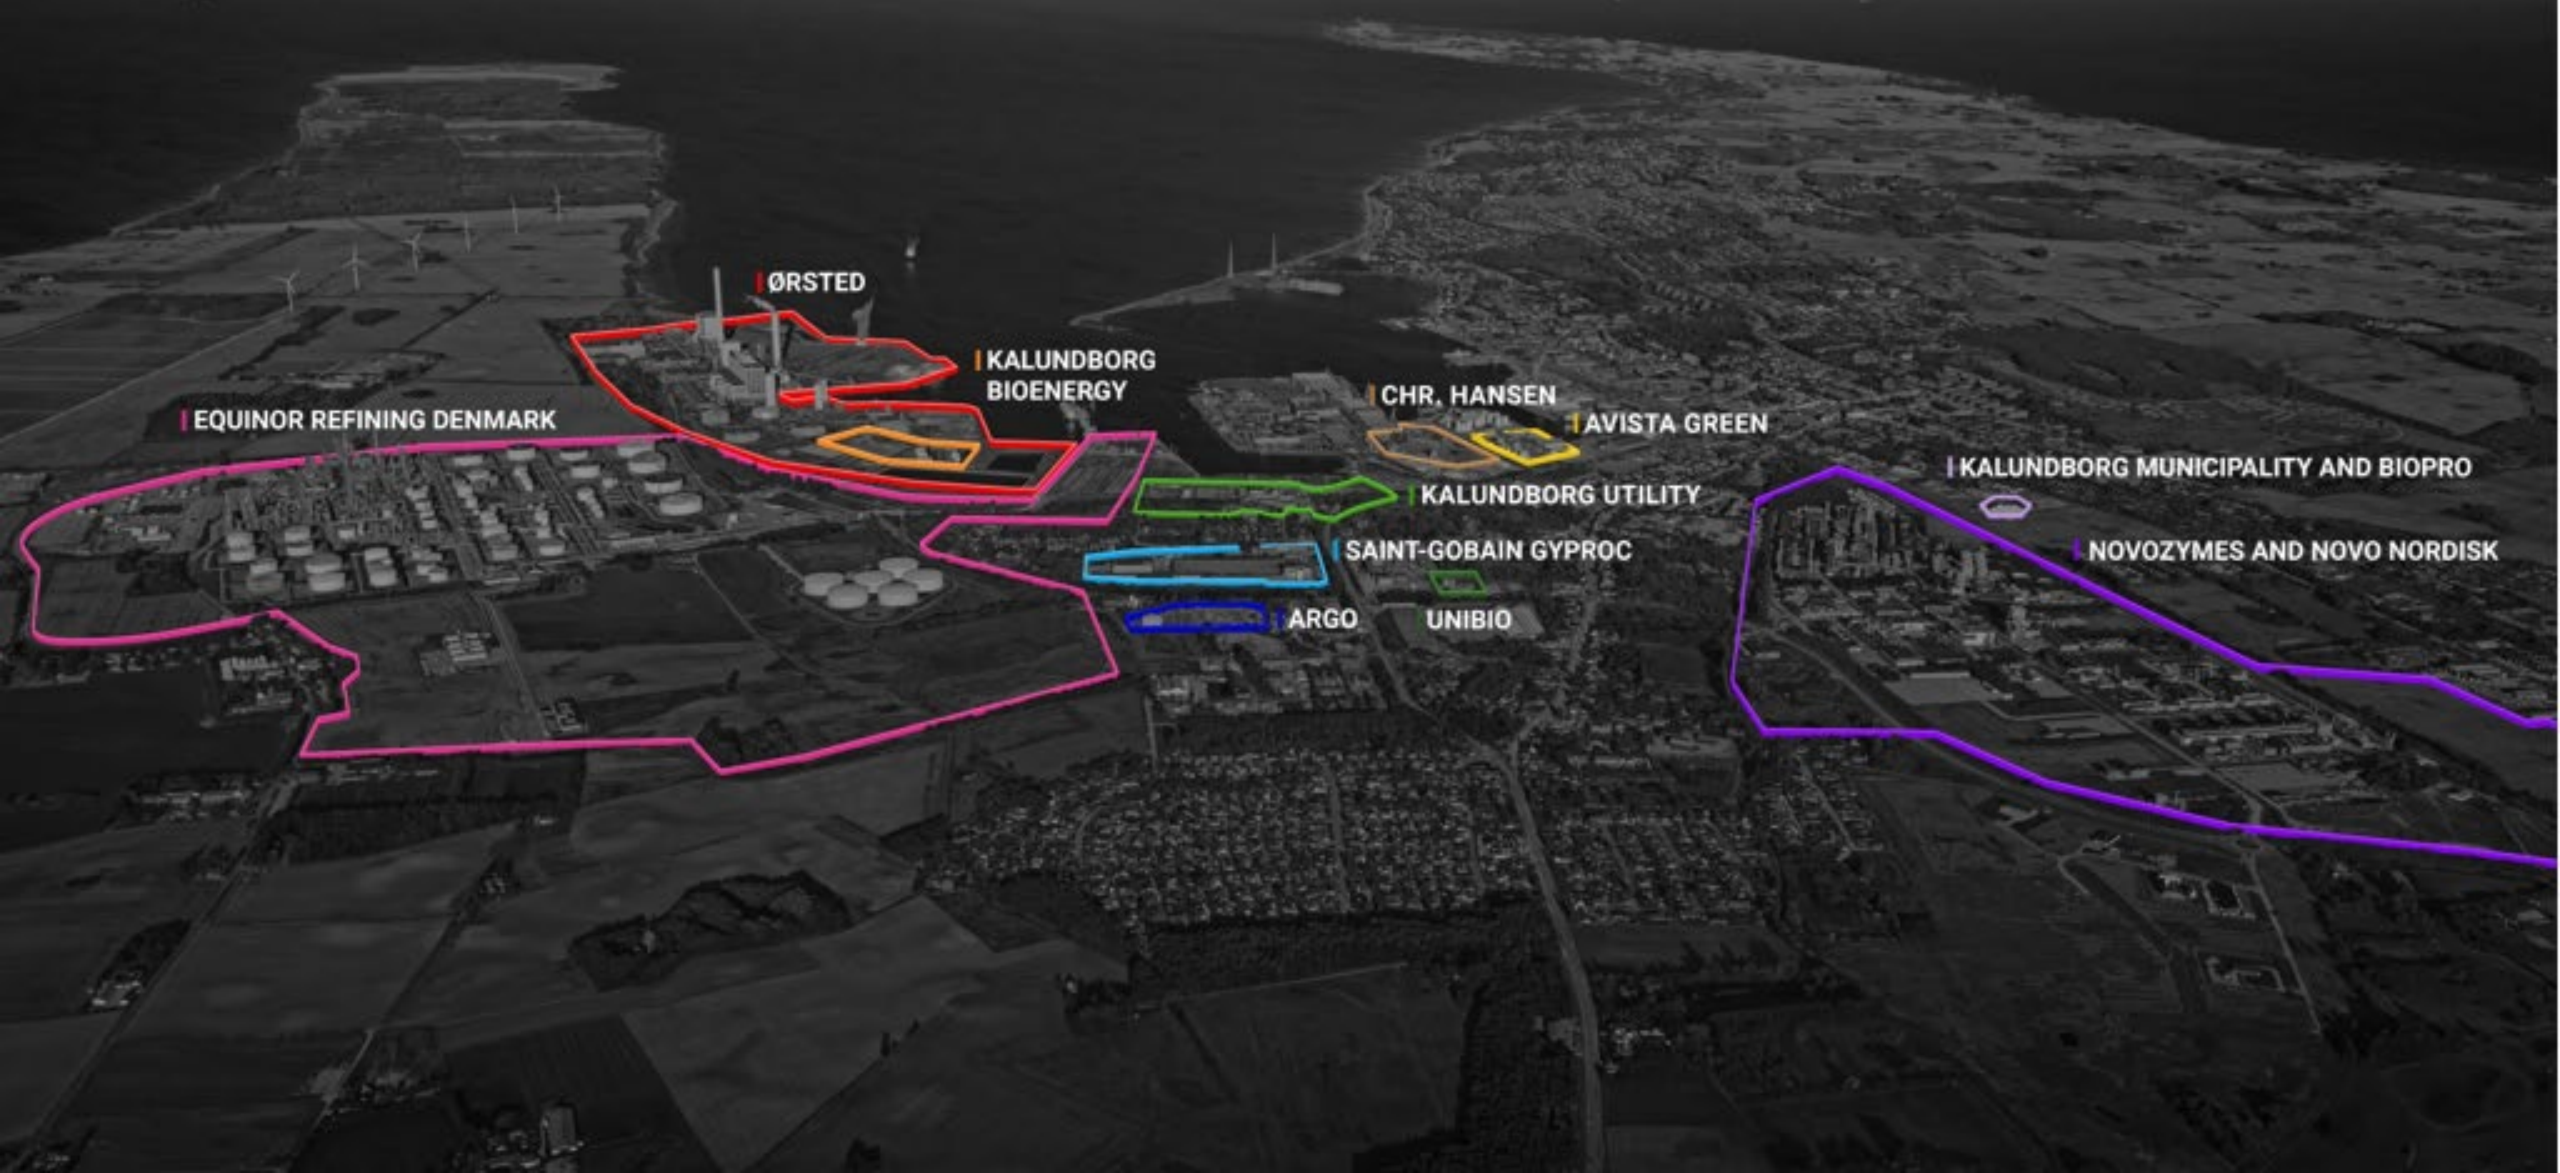 ØRSTED
KALUNDBORG
BIOENERGY
EQUINOR REFINING DENMARK
CHR. HANSEN
AVISTA GREEN
KALUNDBORG MUNICIPALITY AND BIOPRO
KALUNDBORG UTILITY
SAINT-GOBAIN GYPROC
NOVOZYMES AND NOVO NORDISK
ARGO
UNIBIO